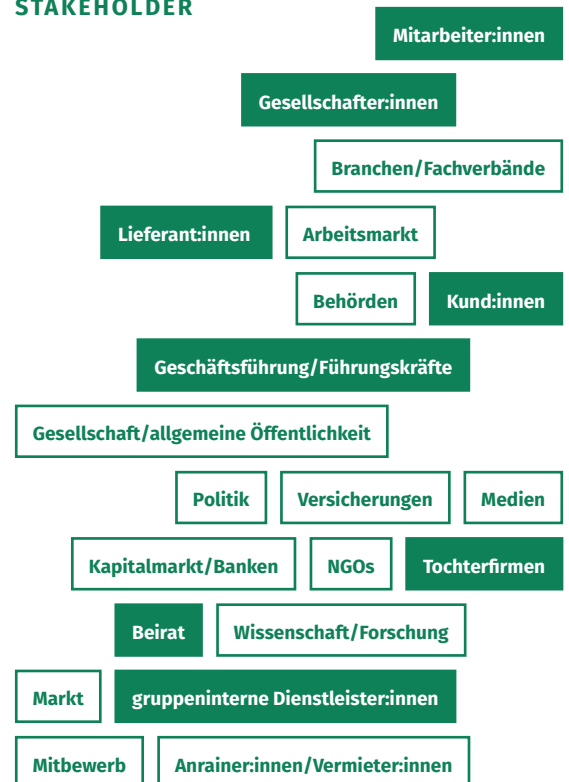 STAKEHOLDER
Mitarbeiter:innen
Gesellschafter:innen
Branchen/Fachverbände
Lieferant:innen Arbeitsmarkt
Behörden Kund:innen
Geschäftsführung/Führungskräfte
Gesellschaft/allgemeine Öffentlichkeit
Politik Versicherungen Medien
Kapitalmarkt/Banken NGOs Tochterfirmen
Beirat Wissenschaft/Forschung
Markt gruppeninterne Dienstleister:innen
Mitbewerb Anrainer:innen/Vermieter:innen